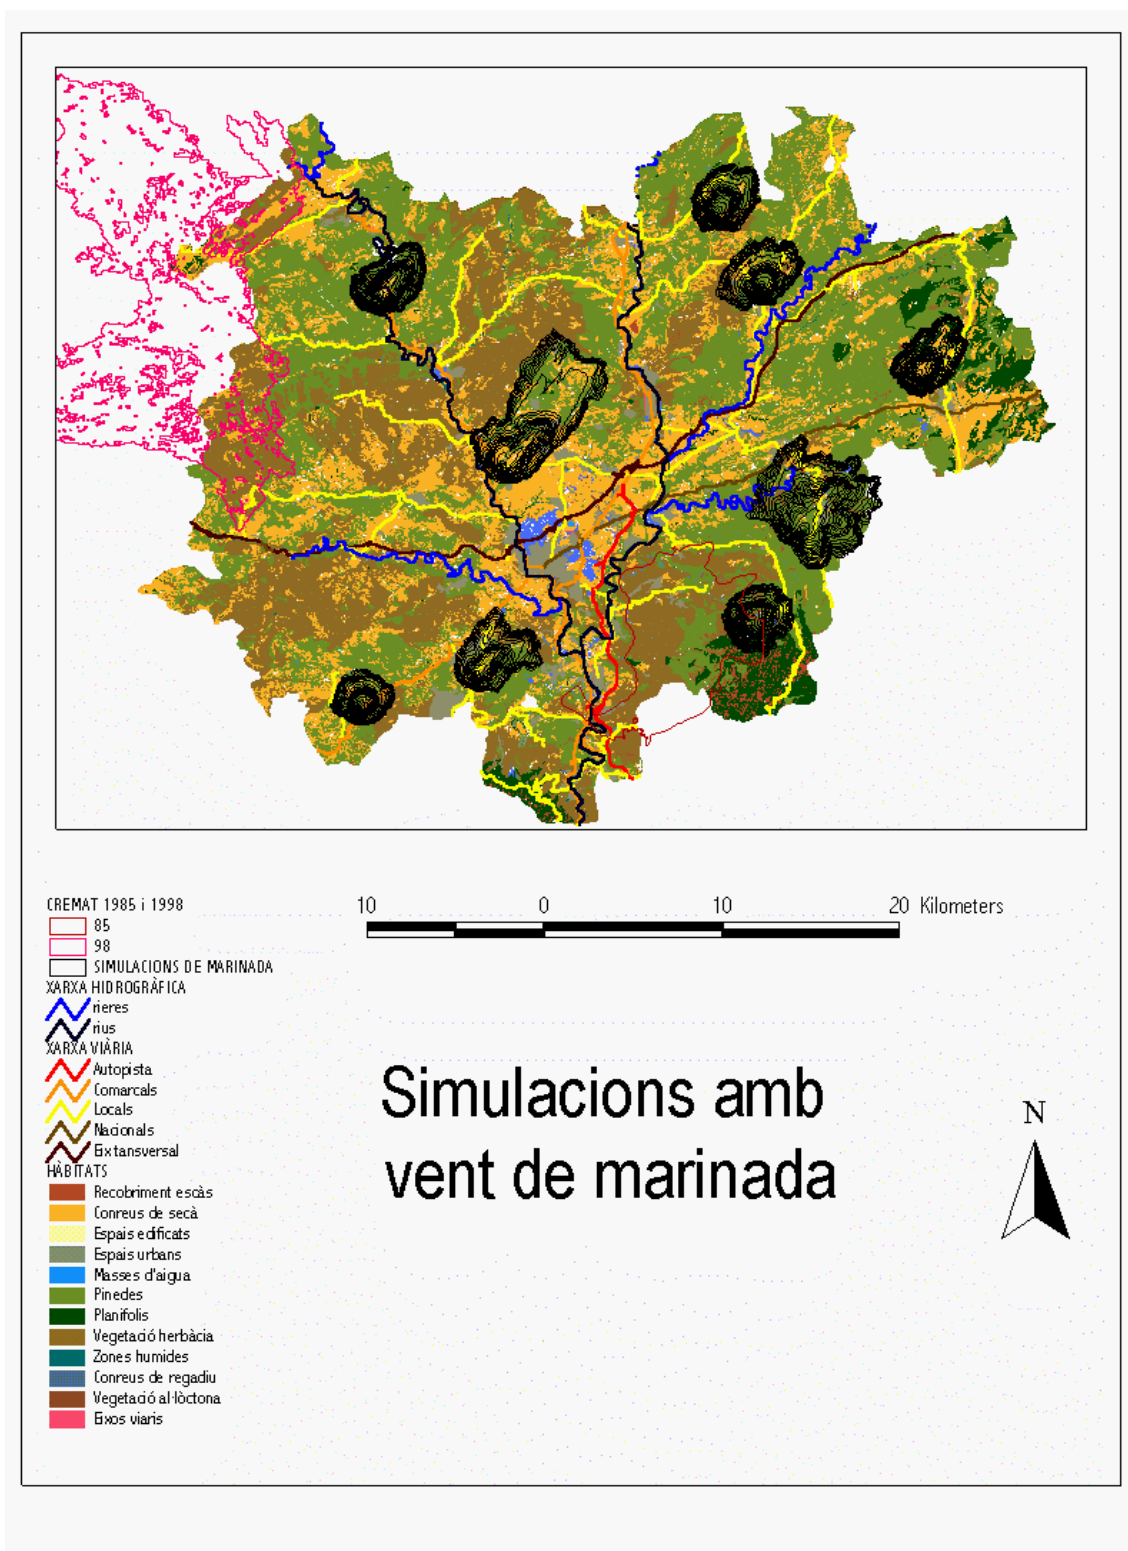 CREMAT 1985 i 1998
85
98
SIMULACIONS DE MARINADA
XARXA HIDROGRÀFICA
rieres
rius
XARXA VIÀRIA
Autopista
Comarcals
Locals
Nacionals
Eix tansversal
HÀBITATS
Recobriment escàs
Conreus de secà
Espais edificats
Espais urbans
Masses d'aigua
Pinedes
Planifolis
Vegetació herbàcia
Zones humides
Conreus de regadiu
Vegetació al·lòctona
Eixos viaris
10 0 10 20 Kilometers
Simulacions amb
vent de marinada
N